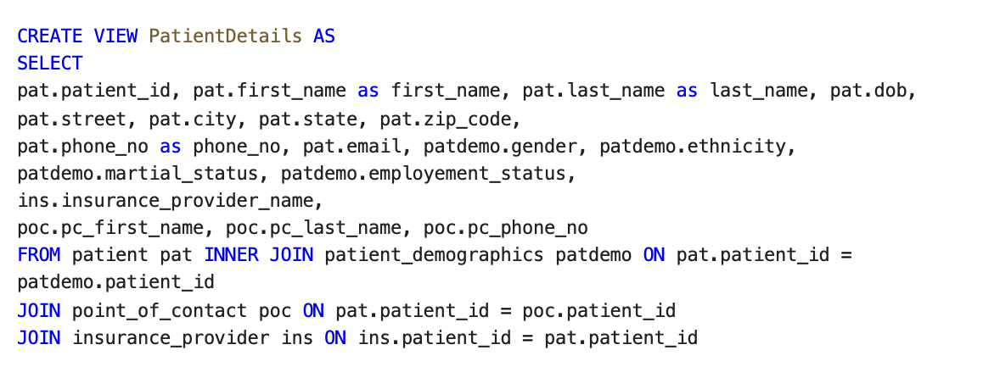 CREATE VIEW PatientDetails AS
SELECT
pat.patient_id, pat.first_name as first_name, pat.last_name as last_name, pat.dob,
pat.street, pat.city, pat.state, pat.zip_code,
pat.phone_no as phone_no, pat.email, patdemo.gender, patdemo.ethnicity,
patdemo.martial_status, patdemo.employement_status,
ins.insurance_provider_name,
poc.pc_first_name, poc.pc_last_name, poc.pc_phone_no
FROM patient pat INNER JOIN patient_demographics patdemo ON pat.patient_id =
patdemo.patient_id
JOIN point_of_contact poc ON pat.patient_id = poc.patient_id
JOIN insurance_provider ins ON ins.patient_id = pat.patient_id